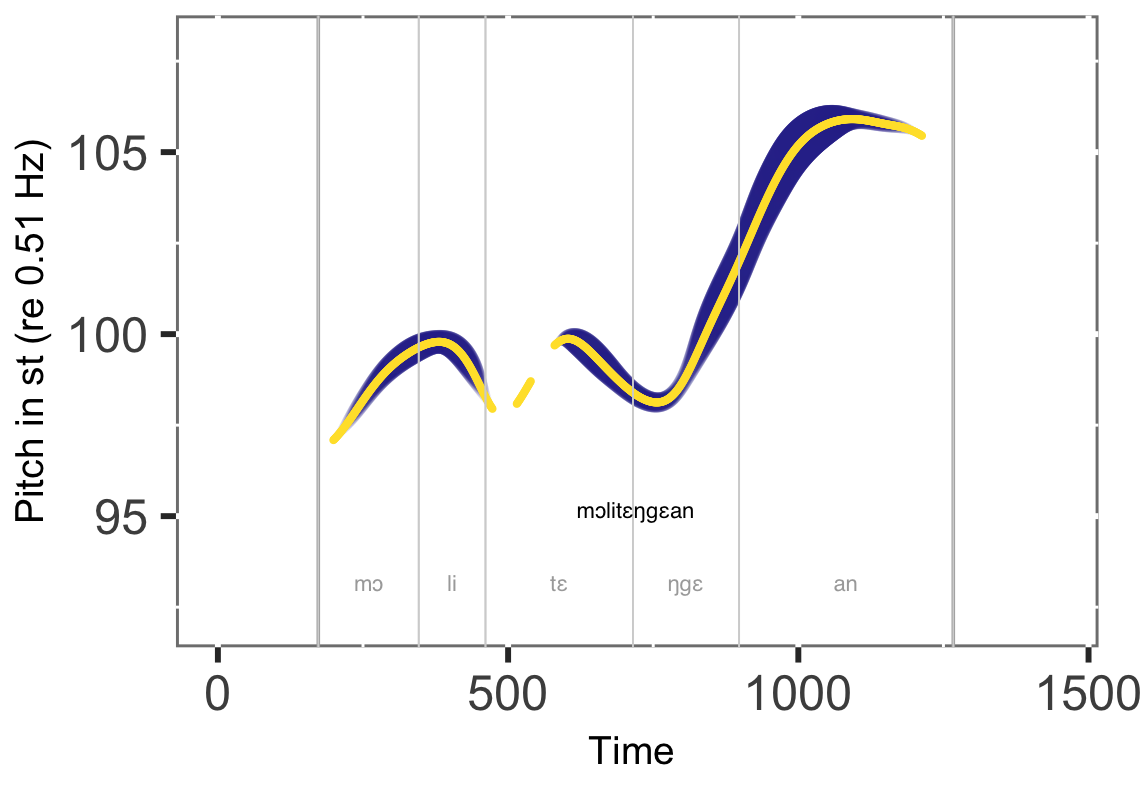 Pitch in st (re 0.51 Hz)
105
100
95
mɔlitɛŋgɛan
mɔ li tɛ ŋgɛ an
0 500 1000 1500
Time